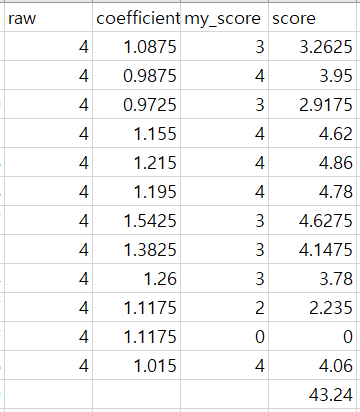 raw coefficient my_score score
4 1.0875 3 3.2625
4 0.9875 4 3.95
4 0.9725 3 2.9175
4 1.155 4 4.62
4 1.215 4 4.86
4 1.195 4 4.78
4 1.5425 3 4.6275
4 1.3825 3 4.1475
4 1.26 3 3.78
4 1.1175 2 2.235
4 1.1175 0 0
4 1.015 4 4.06
43.24